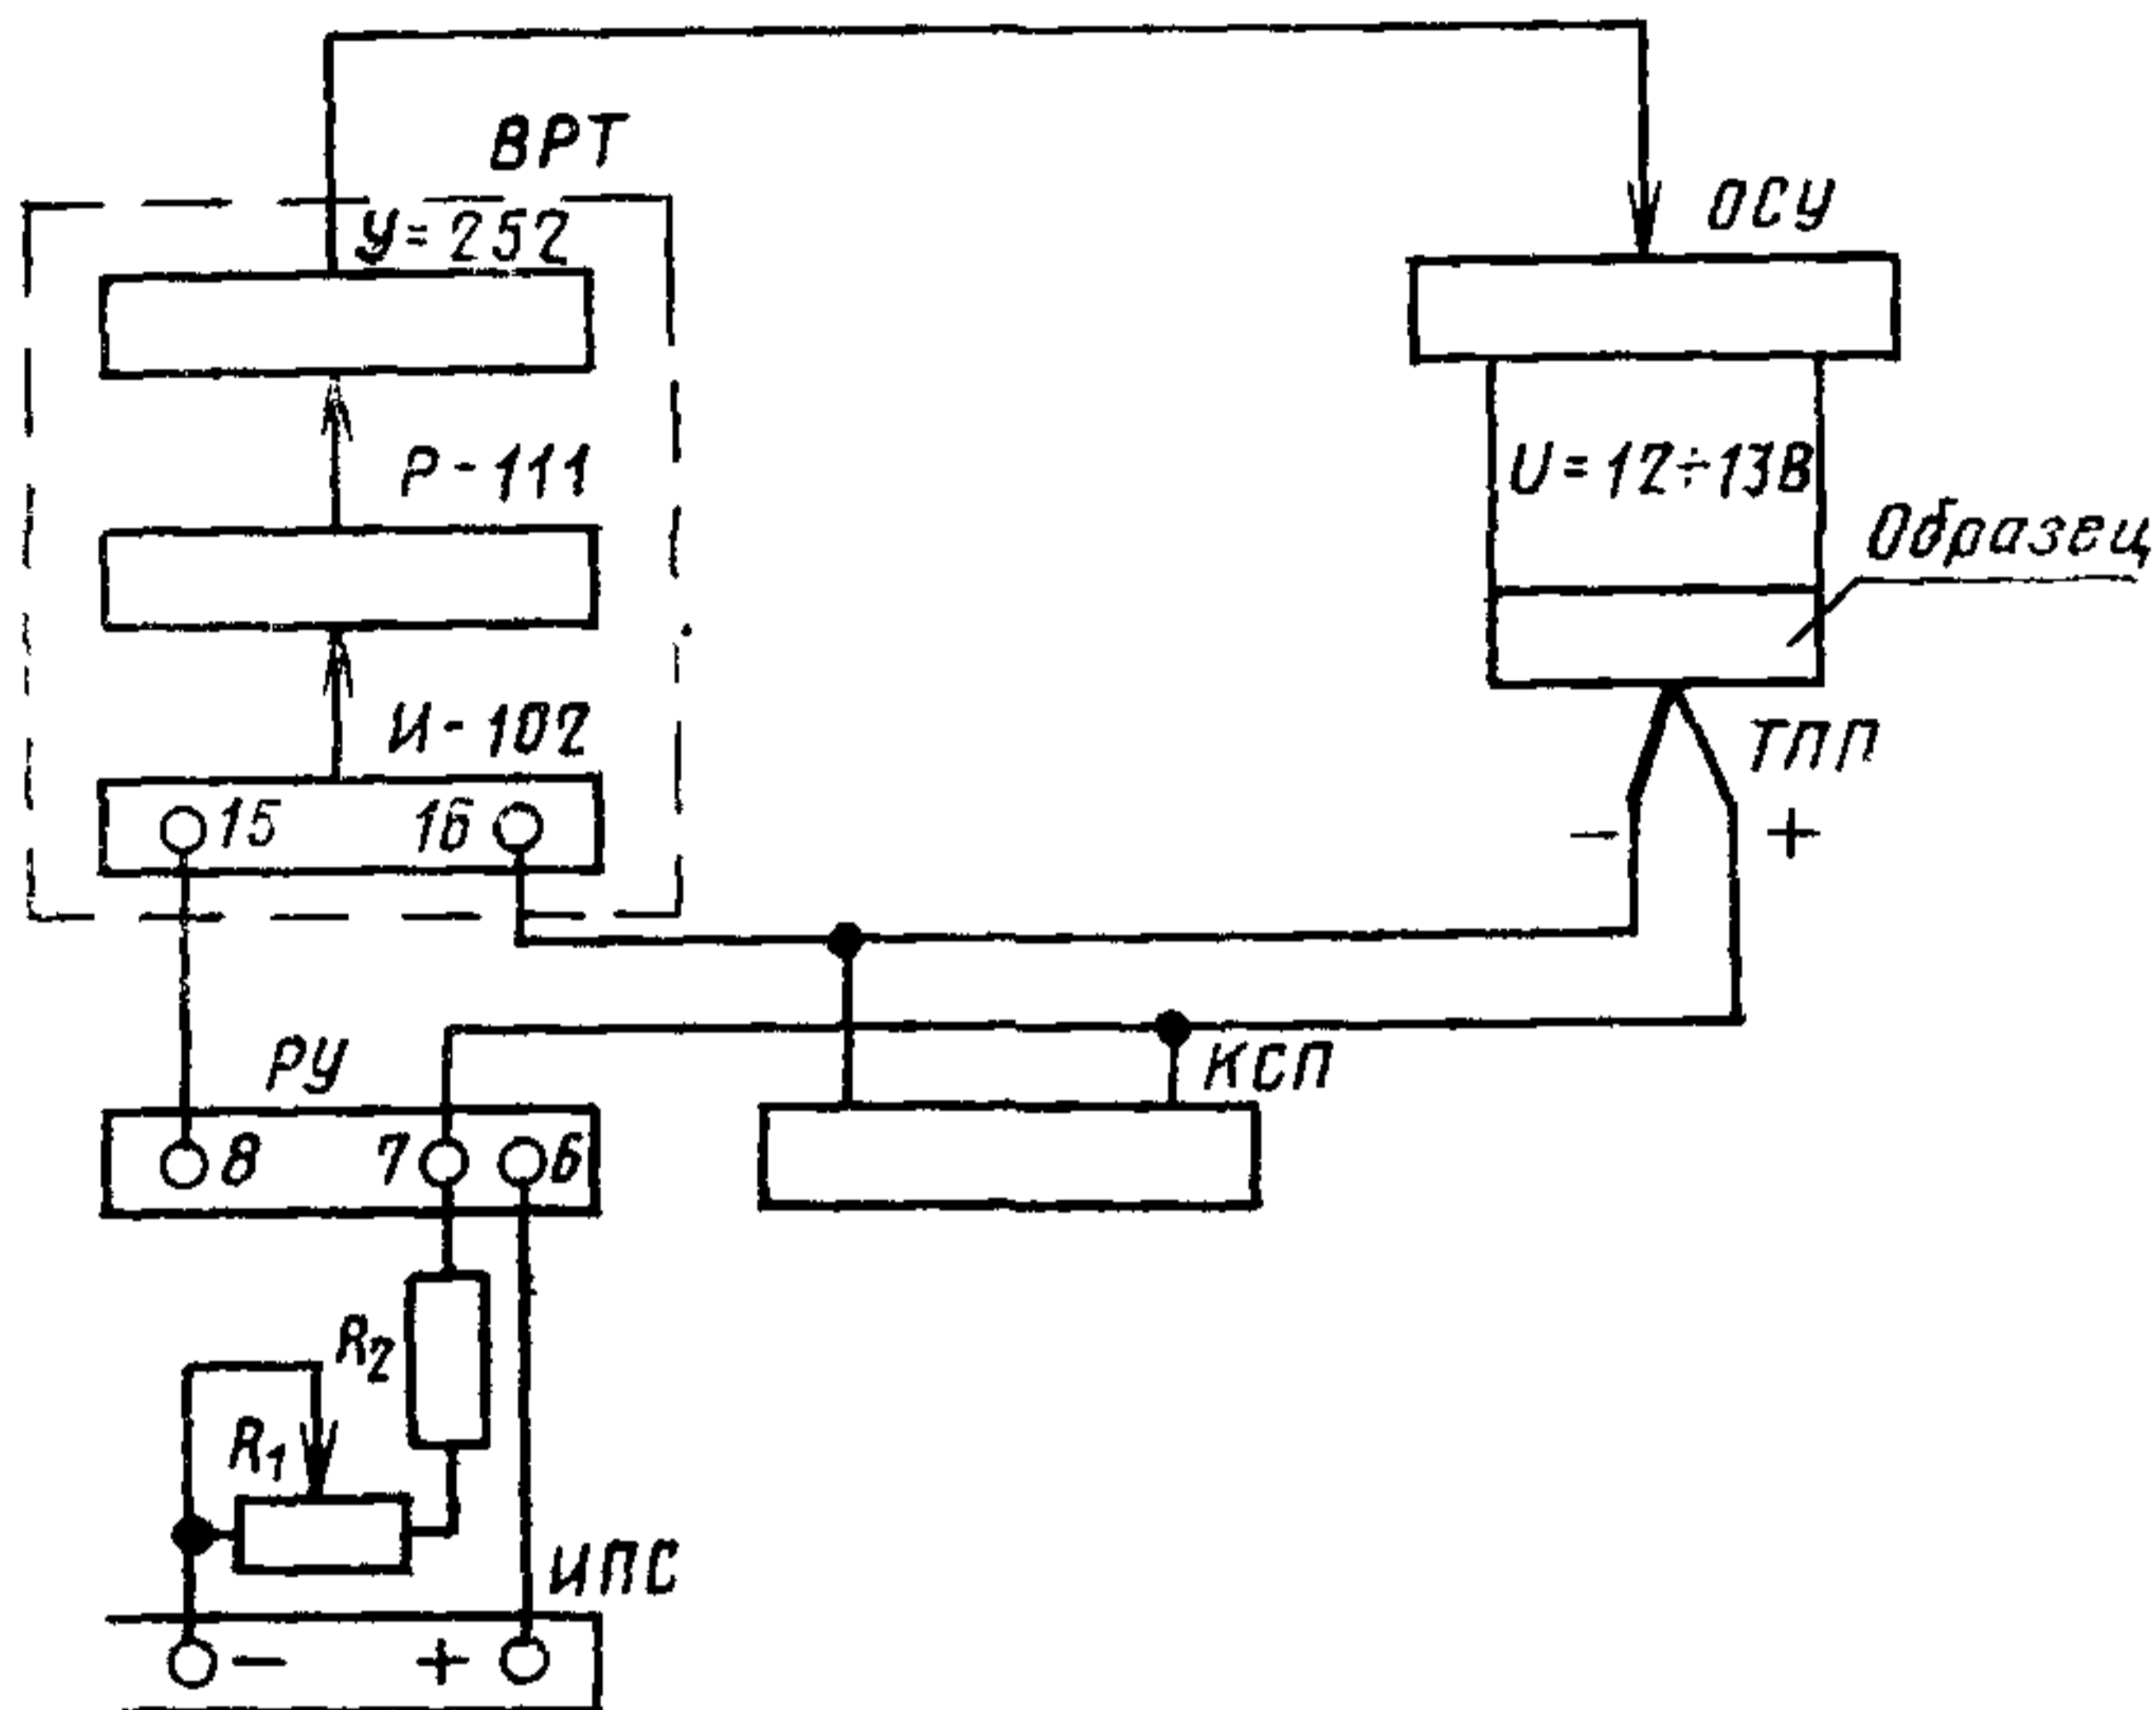 ВРТ
У=252
ОСУ
Р-111
U=12÷13В
Образец
И-102
ТПП
15
16
−
+
КСП
РУ
8
7
6
R2
R1
ИПС
−
+